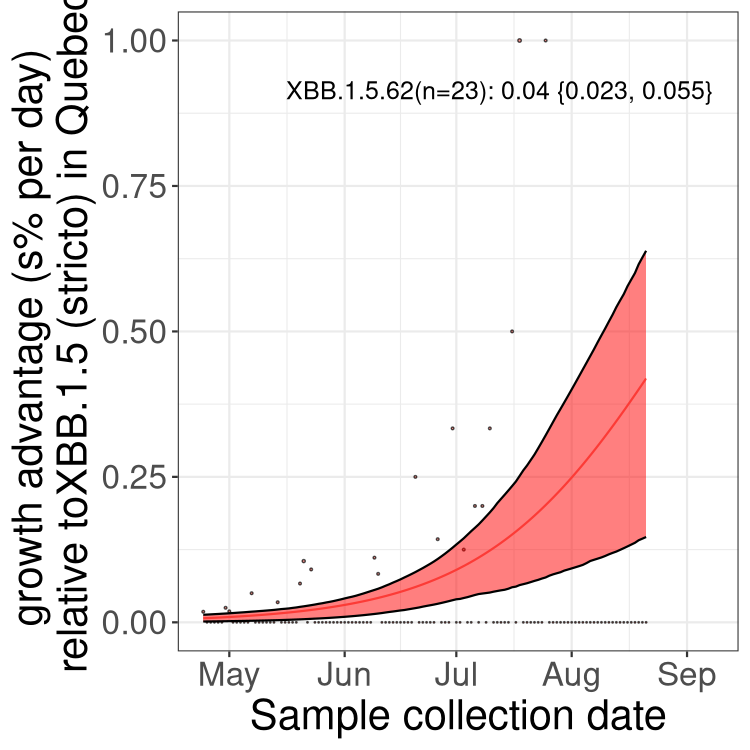 growth advantage (s% per day)
relative toXBB.1.5 (stricto) in Quebec
1.00
0.75
0.50
0.25
0.00
XBB.1.5.62(n=23): 0.04 {0.023, 0.055}
May Jun Jul Aug Sep
Sample collection date